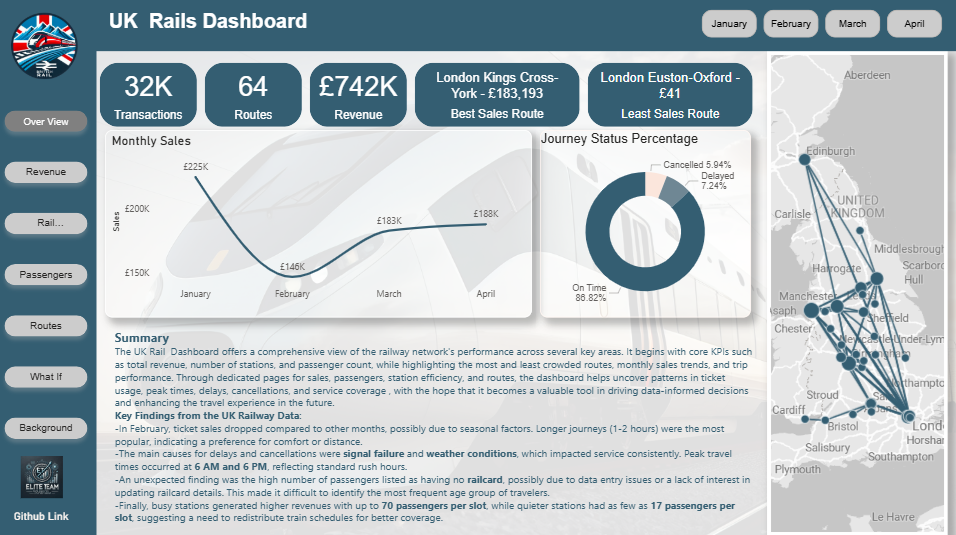 UK Rails Dashboard
January
February
March
April
RAIL
Over View
Revenue
Rail...
Passengers
Routes
What If
Background
ELITE TEAM
Github Link
32K
Transactions
64
Routes
£742K
Revenue
London Kings Cross-
York - £183,193
Best Sales Route
London Euston-Oxford -
£41
Least Sales Route
Monthly Sales
Sales
£225K
£200K
£150K
£146K
£183K
£188K
January
February
March
April
Journey Status Percentage
Cancelled 5.94%
Delayed
7.24%
On Time
86.82%
Summary
The UK Rail Dashboard offers a comprehensive view of the railway network's performance across several key areas. It begins with core KPIs such
as total revenue, number of stations, and passenger count, while highlighting the most and least crowded routes, monthly sales trends, and trip
performance. Through dedicated pages for sales, passengers, station efficiency, and routes, the dashboard helps uncover patterns in ticket
usage, peak times, delays, cancellations, and service coverage , with the hope that it becomes a valuable tool in driving data-informed decisions
and enhancing the travel experience in the future.
Key Findings from the UK Railway Data:
-In February, ticket sales dropped compared to other months, possibly due to seasonal factors. Longer journeys (1-2 hours) were the most
popular, indicating a preference for comfort or distance.
-The main causes for delays and cancellations were signal failure and weather conditions, which impacted service consistently. Peak travel
times occurred at 6 AM and 6 PM, reflecting standard rush hours.
-An unexpected finding was the high number of passengers listed as having no railcard, possibly due to data entry issues or a lack of interest in
updating railcard details. This made it difficult to identify the most frequent age group of travelers.
-Finally, busy stations generated higher revenues with up to 70 passengers per slot, while quieter stations had as few as 17 passengers per
slot, suggesting a need to redistribute train schedules for better coverage.
Aberdeen
Edinburgh
UNITED
KINGDOM
Carlisle
Middlesbroug
Harrogate
Scarbor
Hull
Manchester
asaph
Sheffield
Chester
Newcastle-Under-Lym
Northampto
Stroud
Cardiff
Bristol
Lond
Horshar
Salisbury
Southampton
Plymouth
Le Havre